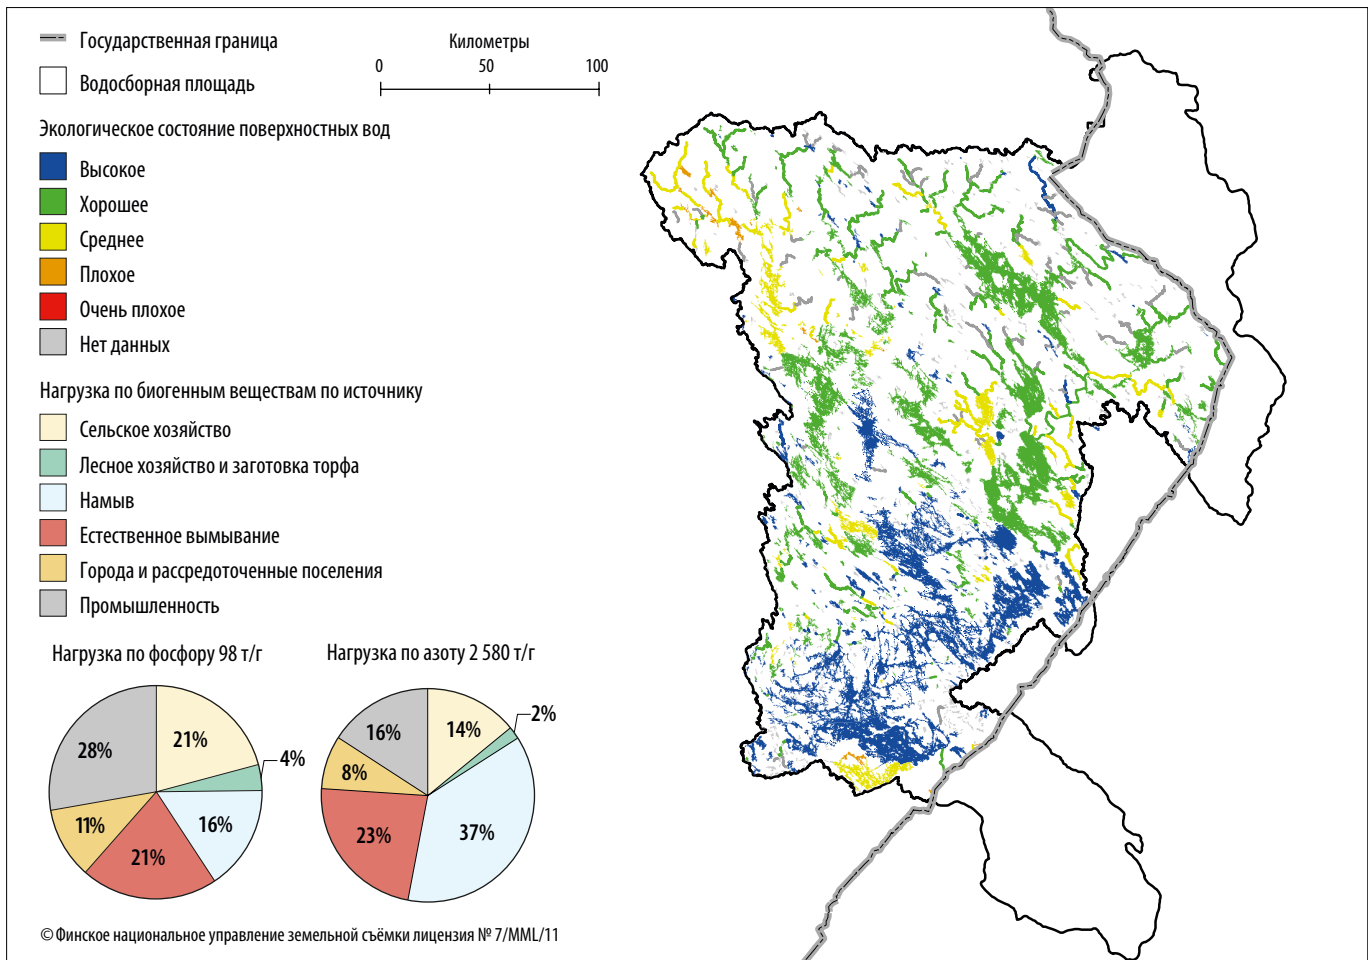 Государственная граница
Водосборная площадь
Километры
0 50 100
Экологическое состояние поверхностных вод
Высокое
Хорошее
Среднее
Плохое
Очень плохое
Нет данных
Нагрузка по биогенным веществам по источнику
Сельское хозяйство
Лесное хозяйство и заготовка торфа
Намыв
Естественное вымывание
Города и рассредоточенные поселения
Промышленность
Нагрузка по фосфору 98 т/г
28%
21%
4%
16%
21%
11%
Нагрузка по азоту 2 580 т/г
16%
14%
2%
8%
37%
23%
© Финское национальное управление земельной съёмки лицензия № 7/MML/11